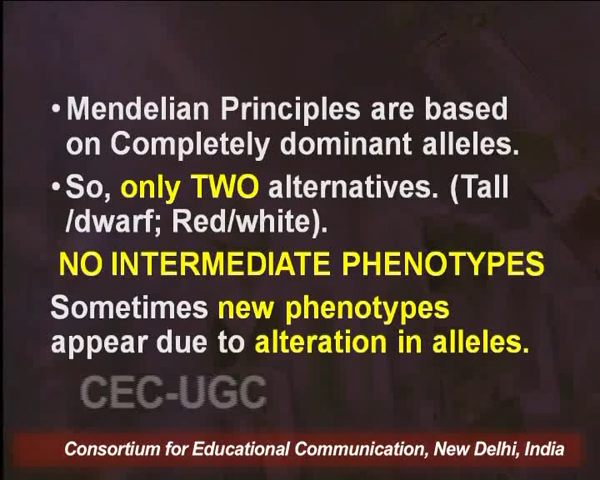 • Mendelian Principles are based
on Completely dominant alleles.
• So, only TWO alternatives. (Tall
/dwarf; Red/white).
NO INTERMEDIATE PHENOTYPES
Sometimes new phenotypes
appear due to alteration in alleles.
CEC-UGC
Consortium for Educational Communication, New Delhi, India